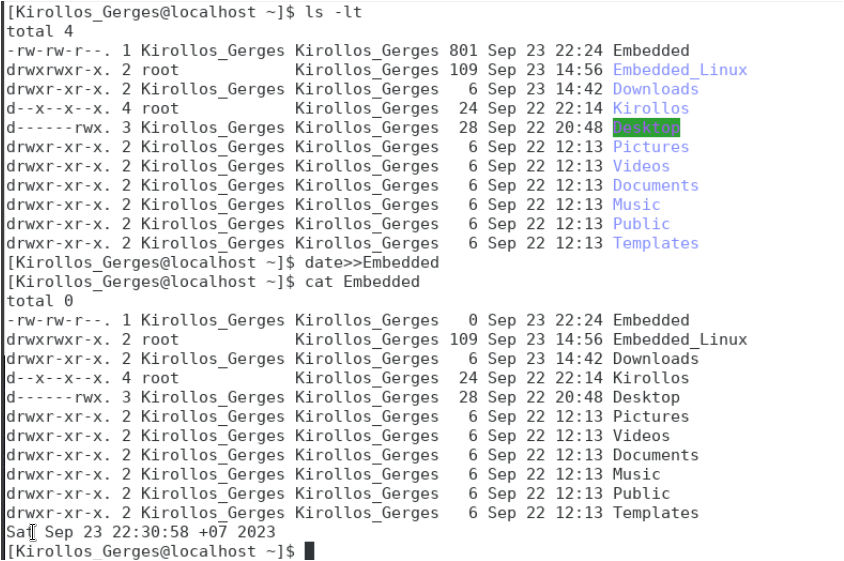 [Kirollos_Gerges@localhost ~]$ ls -lt
total 4
-rw-rw-r--. 1 Kirollos_Gerges Kirollos_Gerges 801 Sep 23 22:24 Embedded
drwxrwxr-x. 2 root            Kirollos_Gerges 109 Sep 23 14:56 Embedded_Linux
drwxr-xr-x. 2 Kirollos_Gerges Kirollos_Gerges   6 Sep 23 14:42 Downloads
d--x--x--x. 4 root            Kirollos_Gerges  24 Sep 22 22:14 Kirollos
d------rwx. 3 Kirollos_Gerges Kirollos_Gerges  28 Sep 22 20:48 Desktop
drwxr-xr-x. 2 Kirollos_Gerges Kirollos_Gerges   6 Sep 22 12:13 Pictures
drwxr-xr-x. 2 Kirollos_Gerges Kirollos_Gerges   6 Sep 22 12:13 Videos
drwxr-xr-x. 2 Kirollos_Gerges Kirollos_Gerges   6 Sep 22 12:13 Documents
drwxr-xr-x. 2 Kirollos_Gerges Kirollos_Gerges   6 Sep 22 12:13 Music
drwxr-xr-x. 2 Kirollos_Gerges Kirollos_Gerges   6 Sep 22 12:13 Public
drwxr-xr-x. 2 Kirollos_Gerges Kirollos_Gerges   6 Sep 22 12:13 Templates
[Kirollos_Gerges@localhost ~]$ date>>Embedded
[Kirollos_Gerges@localhost ~]$ cat Embedded
total 0
-rw-rw-r--. 1 Kirollos_Gerges Kirollos_Gerges   0 Sep 23 22:24 Embedded
drwxrwxr-x. 2 root            Kirollos_Gerges 109 Sep 23 14:56 Embedded_Linux
drwxr-xr-x. 2 Kirollos_Gerges Kirollos_Gerges   6 Sep 23 14:42 Downloads
d--x--x--x. 4 root            Kirollos_Gerges  24 Sep 22 22:14 Kirollos
d------rwx. 3 Kirollos_Gerges Kirollos_Gerges  28 Sep 22 20:48 Desktop
drwxr-xr-x. 2 Kirollos_Gerges Kirollos_Gerges   6 Sep 22 12:13 Pictures
drwxr-xr-x. 2 Kirollos_Gerges Kirollos_Gerges   6 Sep 22 12:13 Videos
drwxr-xr-x. 2 Kirollos_Gerges Kirollos_Gerges   6 Sep 22 12:13 Documents
drwxr-xr-x. 2 Kirollos_Gerges Kirollos_Gerges   6 Sep 22 12:13 Music
drwxr-xr-x. 2 Kirollos_Gerges Kirollos_Gerges   6 Sep 22 12:13 Public
drwxr-xr-x. 2 Kirollos_Gerges Kirollos_Gerges   6 Sep 22 12:13 Templates
Sat Sep 23 22:30:58 +07 2023
[Kirollos_Gerges@localhost ~]$